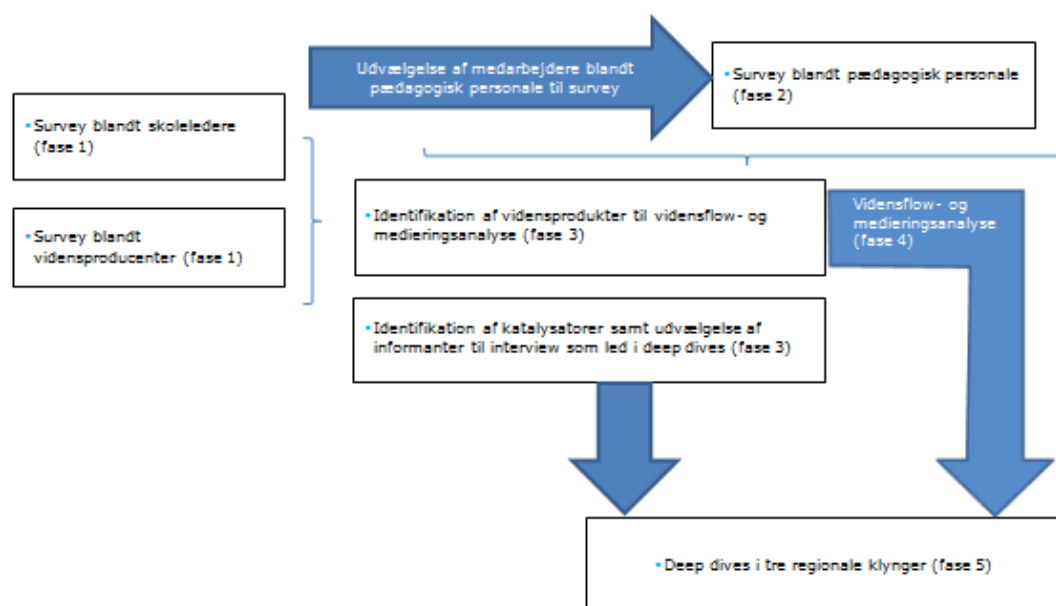 Udvælgelse af medarbejdere blandt
pædagogisk personale til survey
▪Survey blandt pædagogisk personale
(fase 2)
▪Survey blandt skoleledere
(fase 1)
▪Survey blandt
vidensproducenter (fase 1)
▪Identifikation af vidensprodukter til vidensflow- og
medieringsanalyse (fase 3)
Vidensflow- og
medieringsanalyse
(fase 4)
▪Identifikation af katalysatorer samt udvælgelse af
informanter til interview som led i deep dives (fase 3)
▪Deep dives i tre regionale klynger (fase 5)